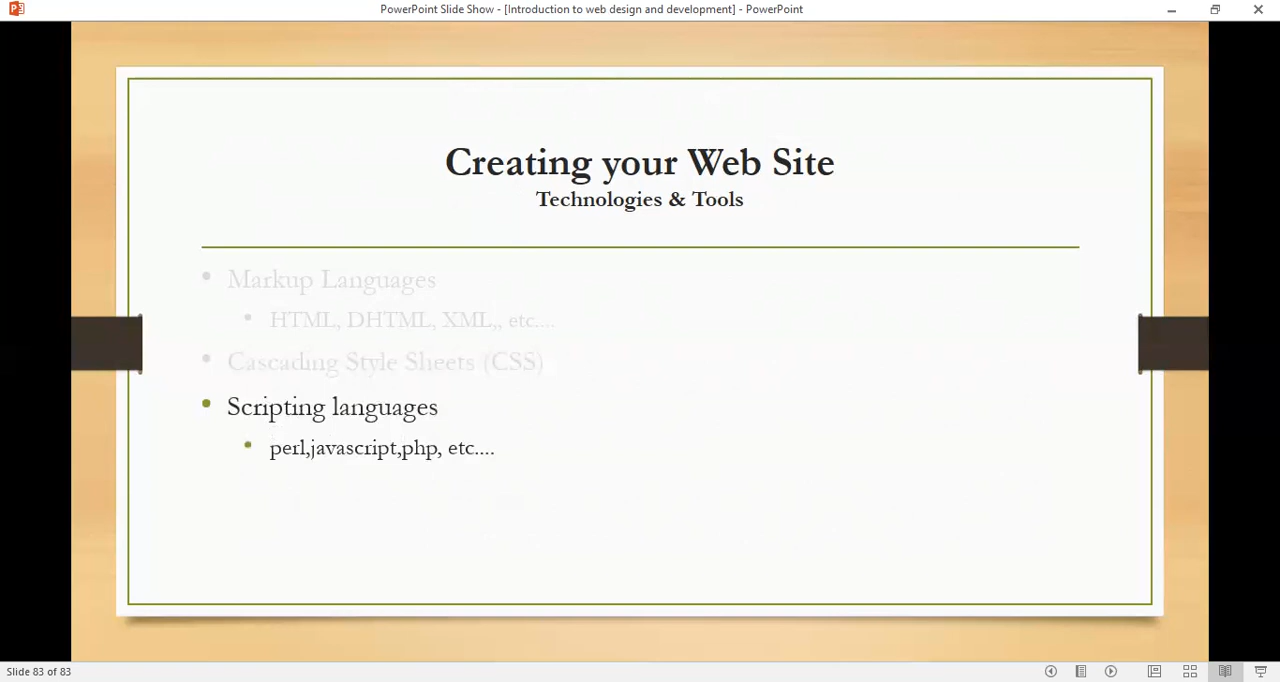 PowerPoint Slide Show - [Introduction to web design and development] - PowerPoint
Creating your Web Site
Technologies & Tools
Markup Languages
HTML, DHTML, XML,, etc....
Cascading Style Sheets (CSS)
Scripting languages
perl,javascript,php, etc....
Slide 83 of 83